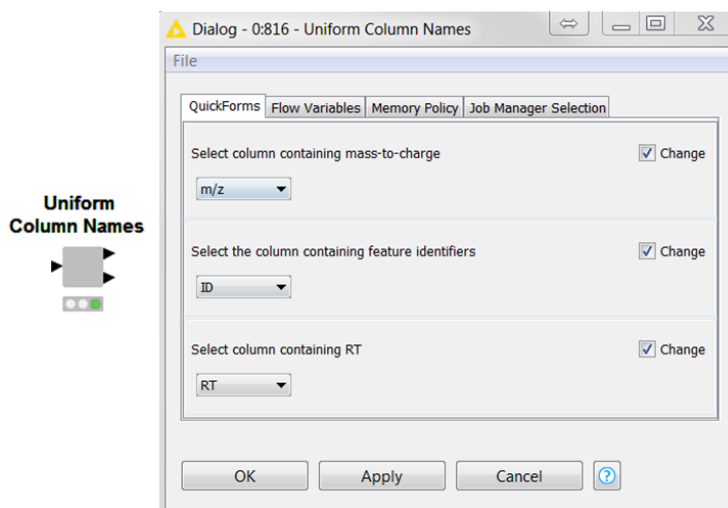 Uniform
Column Names
Dialog - 0:816 - Uniform Column Names
File
QuickForms Flow Variables Memory Policy Job Manager Selection
Select column containing mass-to-charge Change
m/z
Select the column containing feature identifiers Change
ID
Select column containing RT Change
RT
OK Apply Cancel ?